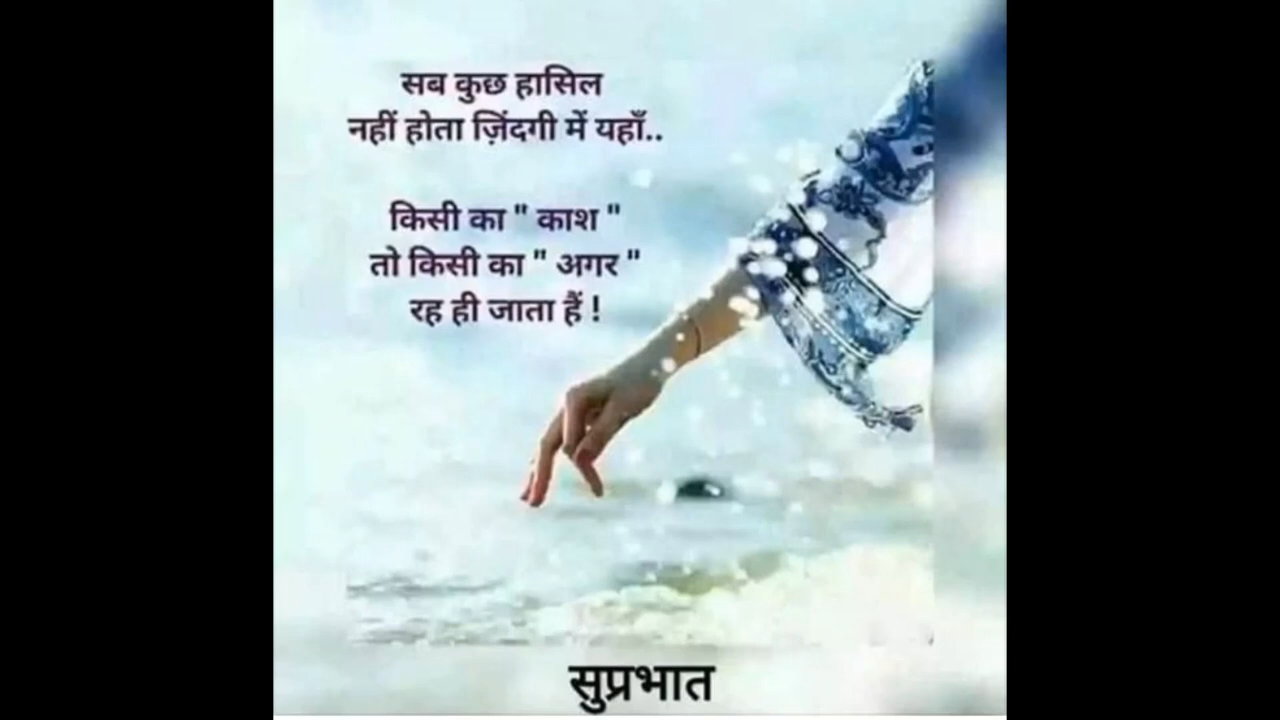 सब कुछ हासिल
नहीं होता ज़िंदगी में यहाँ..
किसी का " काश "
तो किसी का " अगर "
रह ही जाता हैं !
सुप्रभात